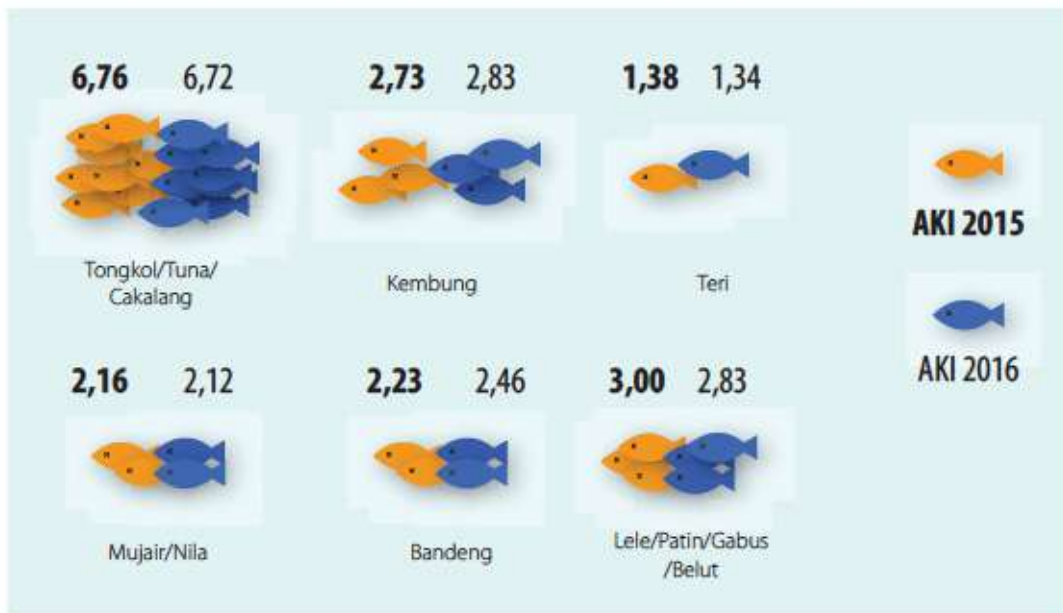 6,76 6,72
Tongkol/Tuna/
Cakalang
2,73 2,83
Kembung
1,38 1,34
Teri
AKI 2015
AKI 2016
2,16 2,12
Mujair/Nila
2,23 2,46
Bandeng
3,00 2,83
Lele/Patin/Gabus
/Belut